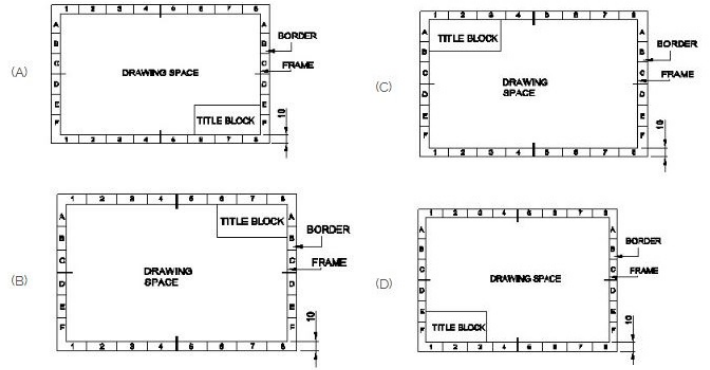 (A)
1 2 3 4 5 6 7 8
A A
B B
C C
D D
E E
F F
DRAWING SPACE
TITLE BLOCK
BORDER
FRAME
10
1 2 3 4 5 6 7 8
(B)
1 2 3 4 5 6 7 8
A A
B B
C C
D D
E E
F F
TITLE BLOCK
DRAWING
SPACE
BORDER
FRAME
10
1 2 3 4 5 6 7 8
(C)
1 2 3 4 5 6 7 8
A A
B B
C C
D D
E E
F F
TITLE BLOCK
DRAWING
SPACE
BORDER
FRAME
10
1 2 3 4 5 6 7 8
(D)
1 2 3 4 5 6 7 8
A A
B B
C C
D D
E E
F F
DRAWING SPACE
TITLE BLOCK
BORDER
FRAME
10
1 2 3 4 5 6 7 8